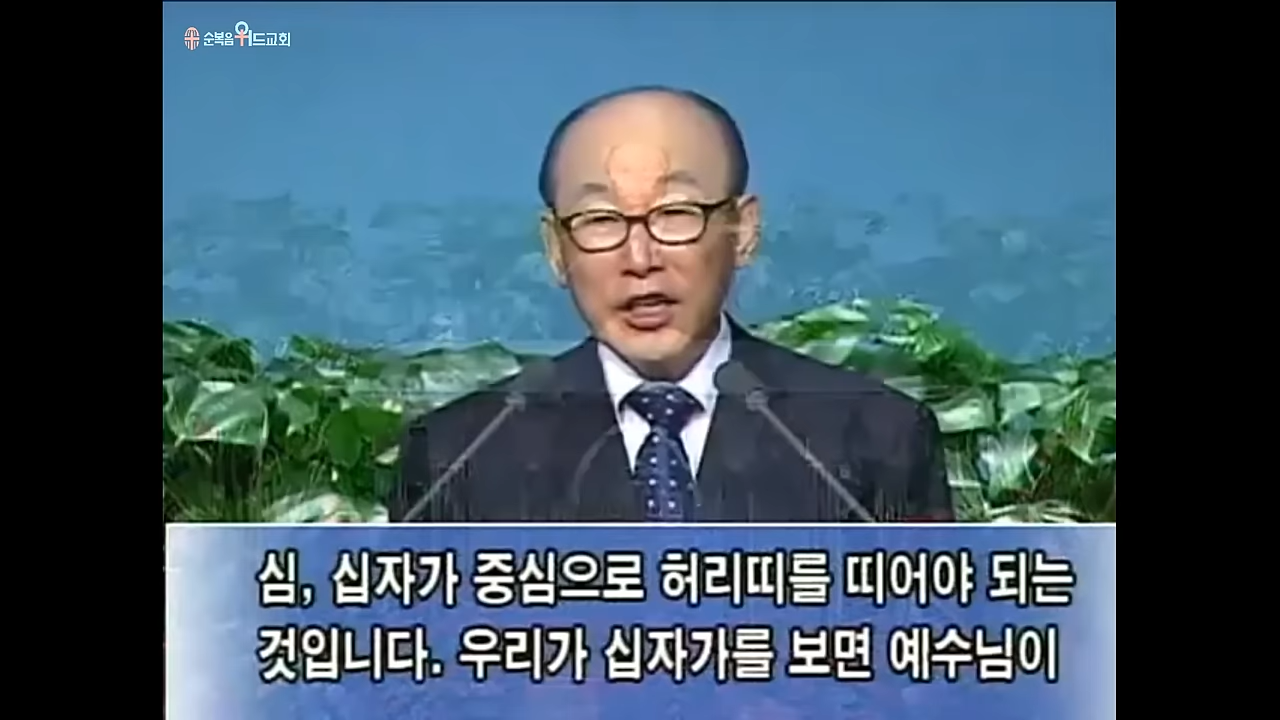 순복음위드교회
심, 십자가 중심으로 허리띠를 띠어야 되는
것입니다. 우리가 십자가를 보면 예수님이